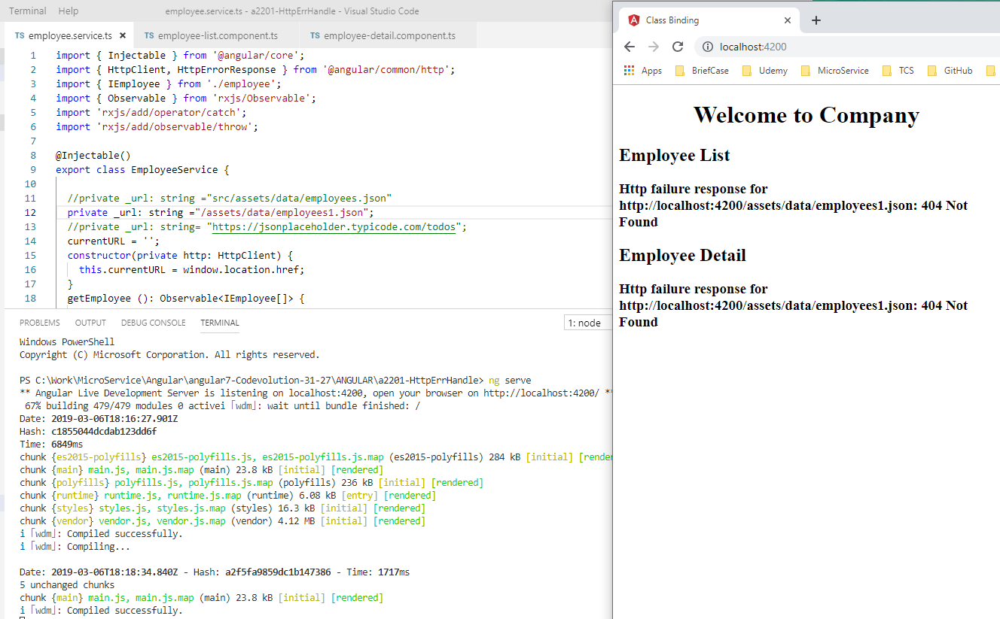 Terminal Help employee.service.ts - a2201-HttpErrHandle - Visual Studio Code
TS employee.service.ts × TS employee-list.component.ts TS employee-detail.component.ts
1 import { Injectable } from '@angular/core';
2 import { HttpClient, HttpErrorResponse } from '@angular/common/http';
3 import { IEmployee } from './employee';
4 import { Observable } from 'rxjs/Observable';
5 import 'rxjs/add/operator/catch';
6 import 'rxjs/add/observable/throw';
7
8 @Injectable()
9 export class EmployeeService {
10
11 //private _url: string ="src/assets/data/employees.json"
12 private _url: string ="/assets/data/employees1.json";
13 //private _url: string= "https://jsonplaceholder.typicode.com/todos";
14 currentURL = '';
15 constructor(private http: HttpClient) {
16 this.currentURL = window.location.href;
17 }
18 getEmployee (): Observable<IEmployee[]> {
PROBLEMS OUTPUT DEBUG CONSOLE TERMINAL 1: node
Windows PowerShell
Copyright (C) Microsoft Corporation. All rights reserved.
PS C:\Work\MicroService\Angular\angular7-Codevolution-31-27\ANGULAR\a2201-HttpErrHandle> ng serve
** Angular Live Development Server is listening on localhost:4200, open your browser on http://localhost:4200/ **
67% building 479/479 modules 0 activei ｢wdm｣: wait until bundle finished: /
Date: 2019-03-06T18:16:27.901Z
Hash: c1855044dcdab123dd6f
Time: 6849ms
chunk {es2015-polyfills} es2015-polyfills.js, es2015-polyfills.js.map (es2015-polyfills) 284 kB [initial] [render
chunk {main} main.js, main.js.map (main) 23.8 kB [initial] [rendered]
chunk {polyfills} polyfills.js, polyfills.js.map (polyfills) 236 kB [initial] [rendered]
chunk {runtime} runtime.js, runtime.js.map (runtime) 6.08 kB [entry] [rendered]
chunk {styles} styles.js, styles.js.map (styles) 16.3 kB [initial] [rendered]
chunk {vendor} vendor.js, vendor.js.map (vendor) 4.12 MB [initial] [rendered]
i ｢wdm｣: Compiled successfully.
i ｢wdm｣: Compiling...
Date: 2019-03-06T18:18:34.840Z - Hash: a2f5fa9859dc1b147386 - Time: 1717ms
5 unchanged chunks
chunk {main} main.js, main.js.map (main) 23.8 kB [initial] [rendered]
i ｢wdm｣: Compiled successfully.
Class Binding
localhost:4200
Apps BriefCase Udemy MicroService TCS GitHub
Welcome to Company
Employee List
Http failure response for
http://localhost:4200/assets/data/employees1.json: 404 Not
Found
Employee Detail
Http failure response for
http://localhost:4200/assets/data/employees1.json: 404 Not
Found